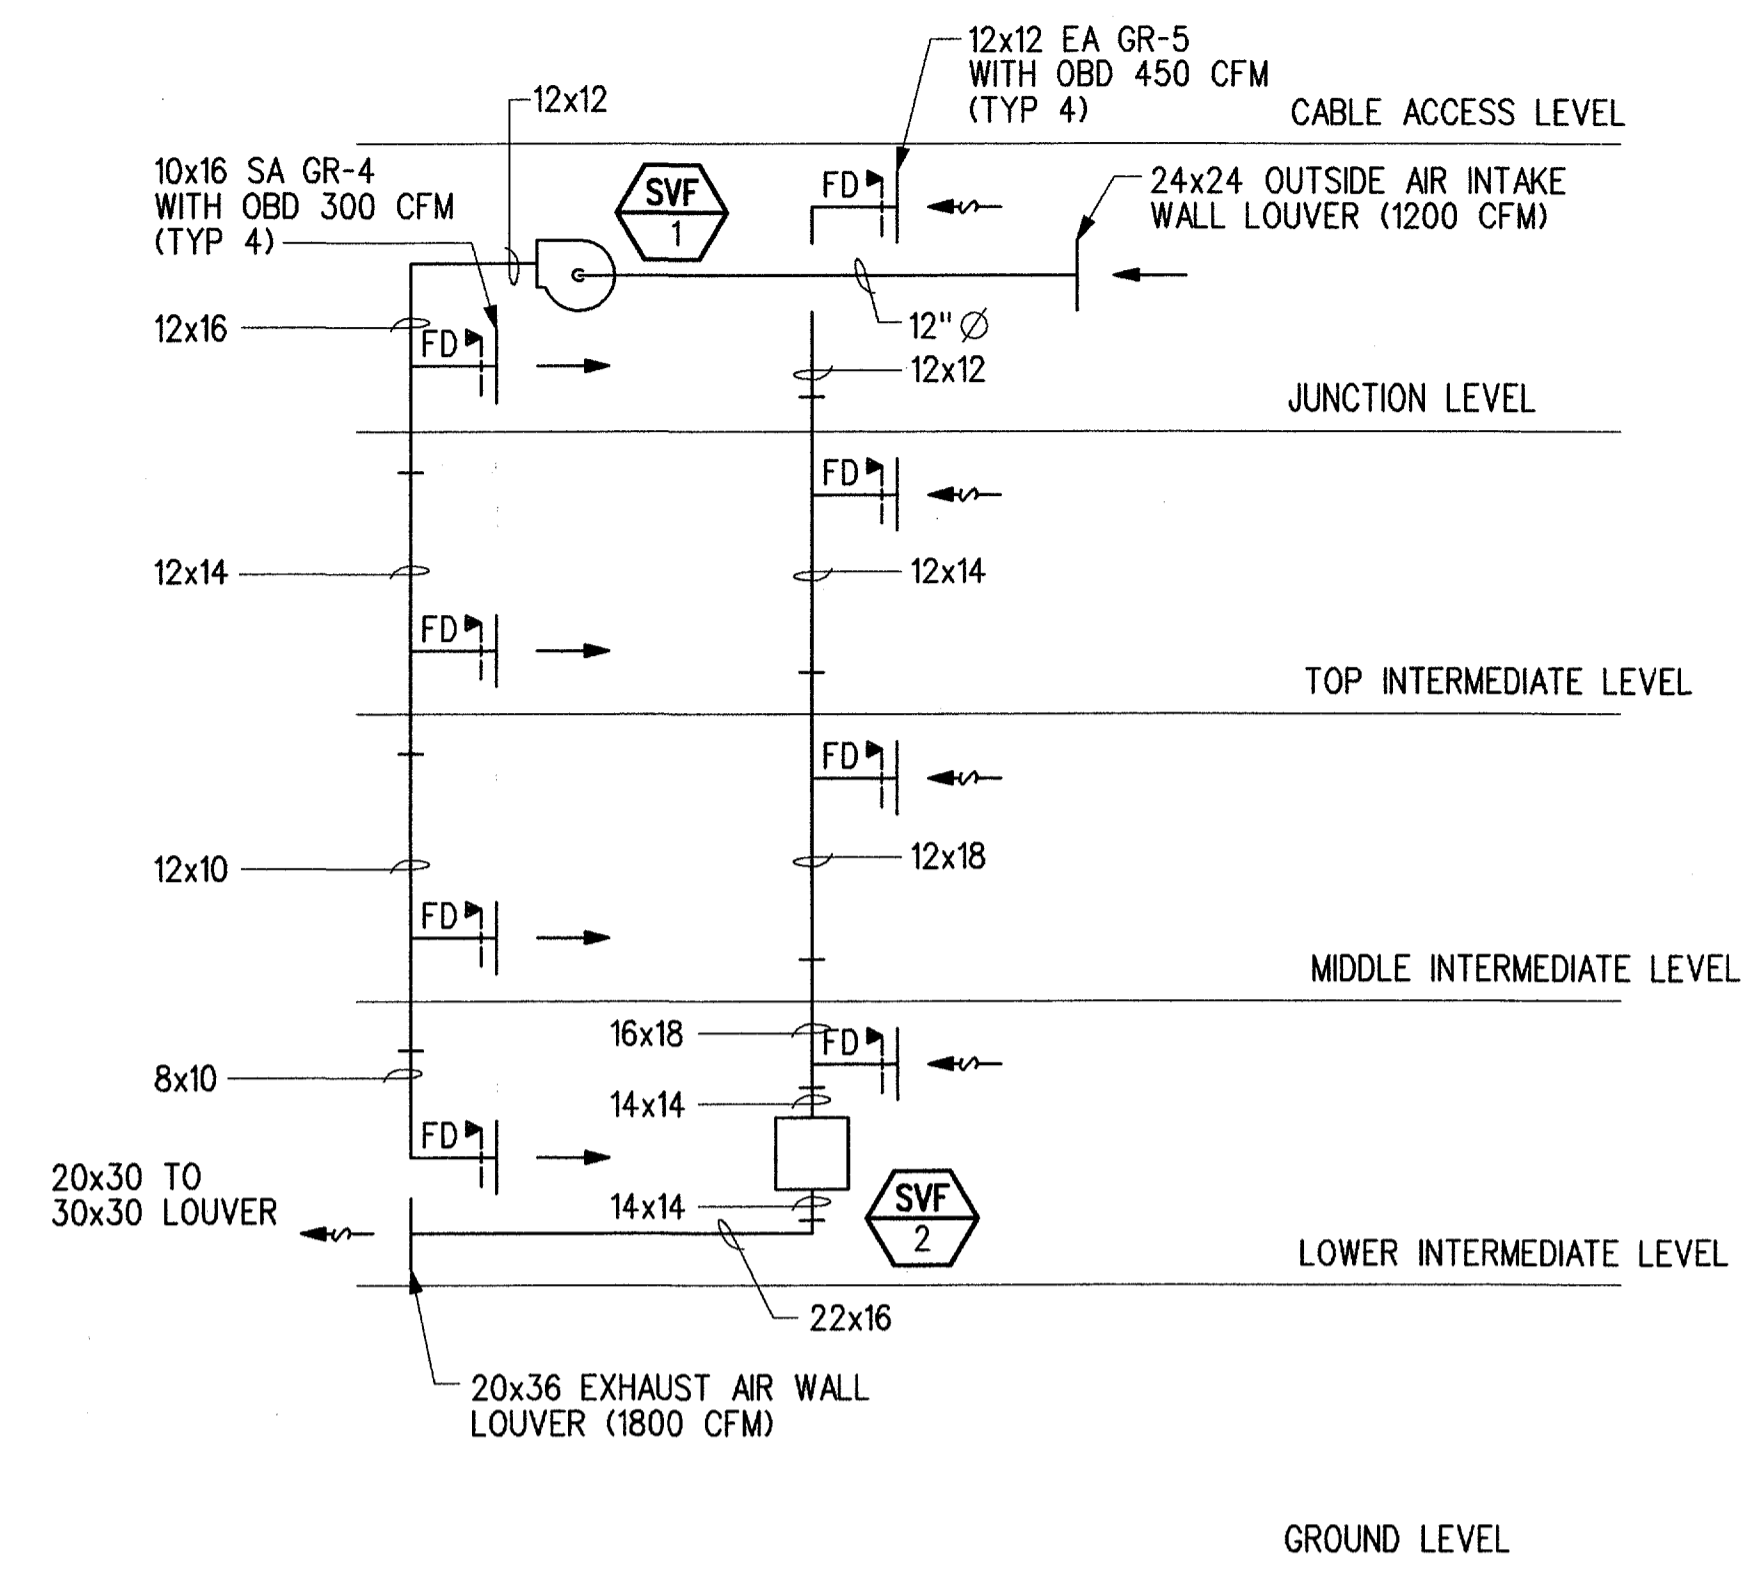 12x12 EA GR-5
WITH OBD 450 CFM
(TYP 4)
12x12
CABLE ACCESS LEVEL
10x16 SA GR-4
WITH OBD 300 CFM
(TYP 4)
SVF
1
FD
24x24 OUTSIDE AIR INTAKE
WALL LOUVER (1200 CFM)
12x16
FD
12" Ø
12x12
JUNCTION LEVEL
FD
12x14
12x14
FD
TOP INTERMEDIATE LEVEL
FD
12x10
12x18
FD
MIDDLE INTERMEDIATE LEVEL
16x18
FD
8x10
14x14
FD
20x30 TO
30x30 LOUVER
14x14
SVF
2
LOWER INTERMEDIATE LEVEL
22x16
20x36 EXHAUST AIR WALL
LOUVER (1800 CFM)
GROUND LEVEL